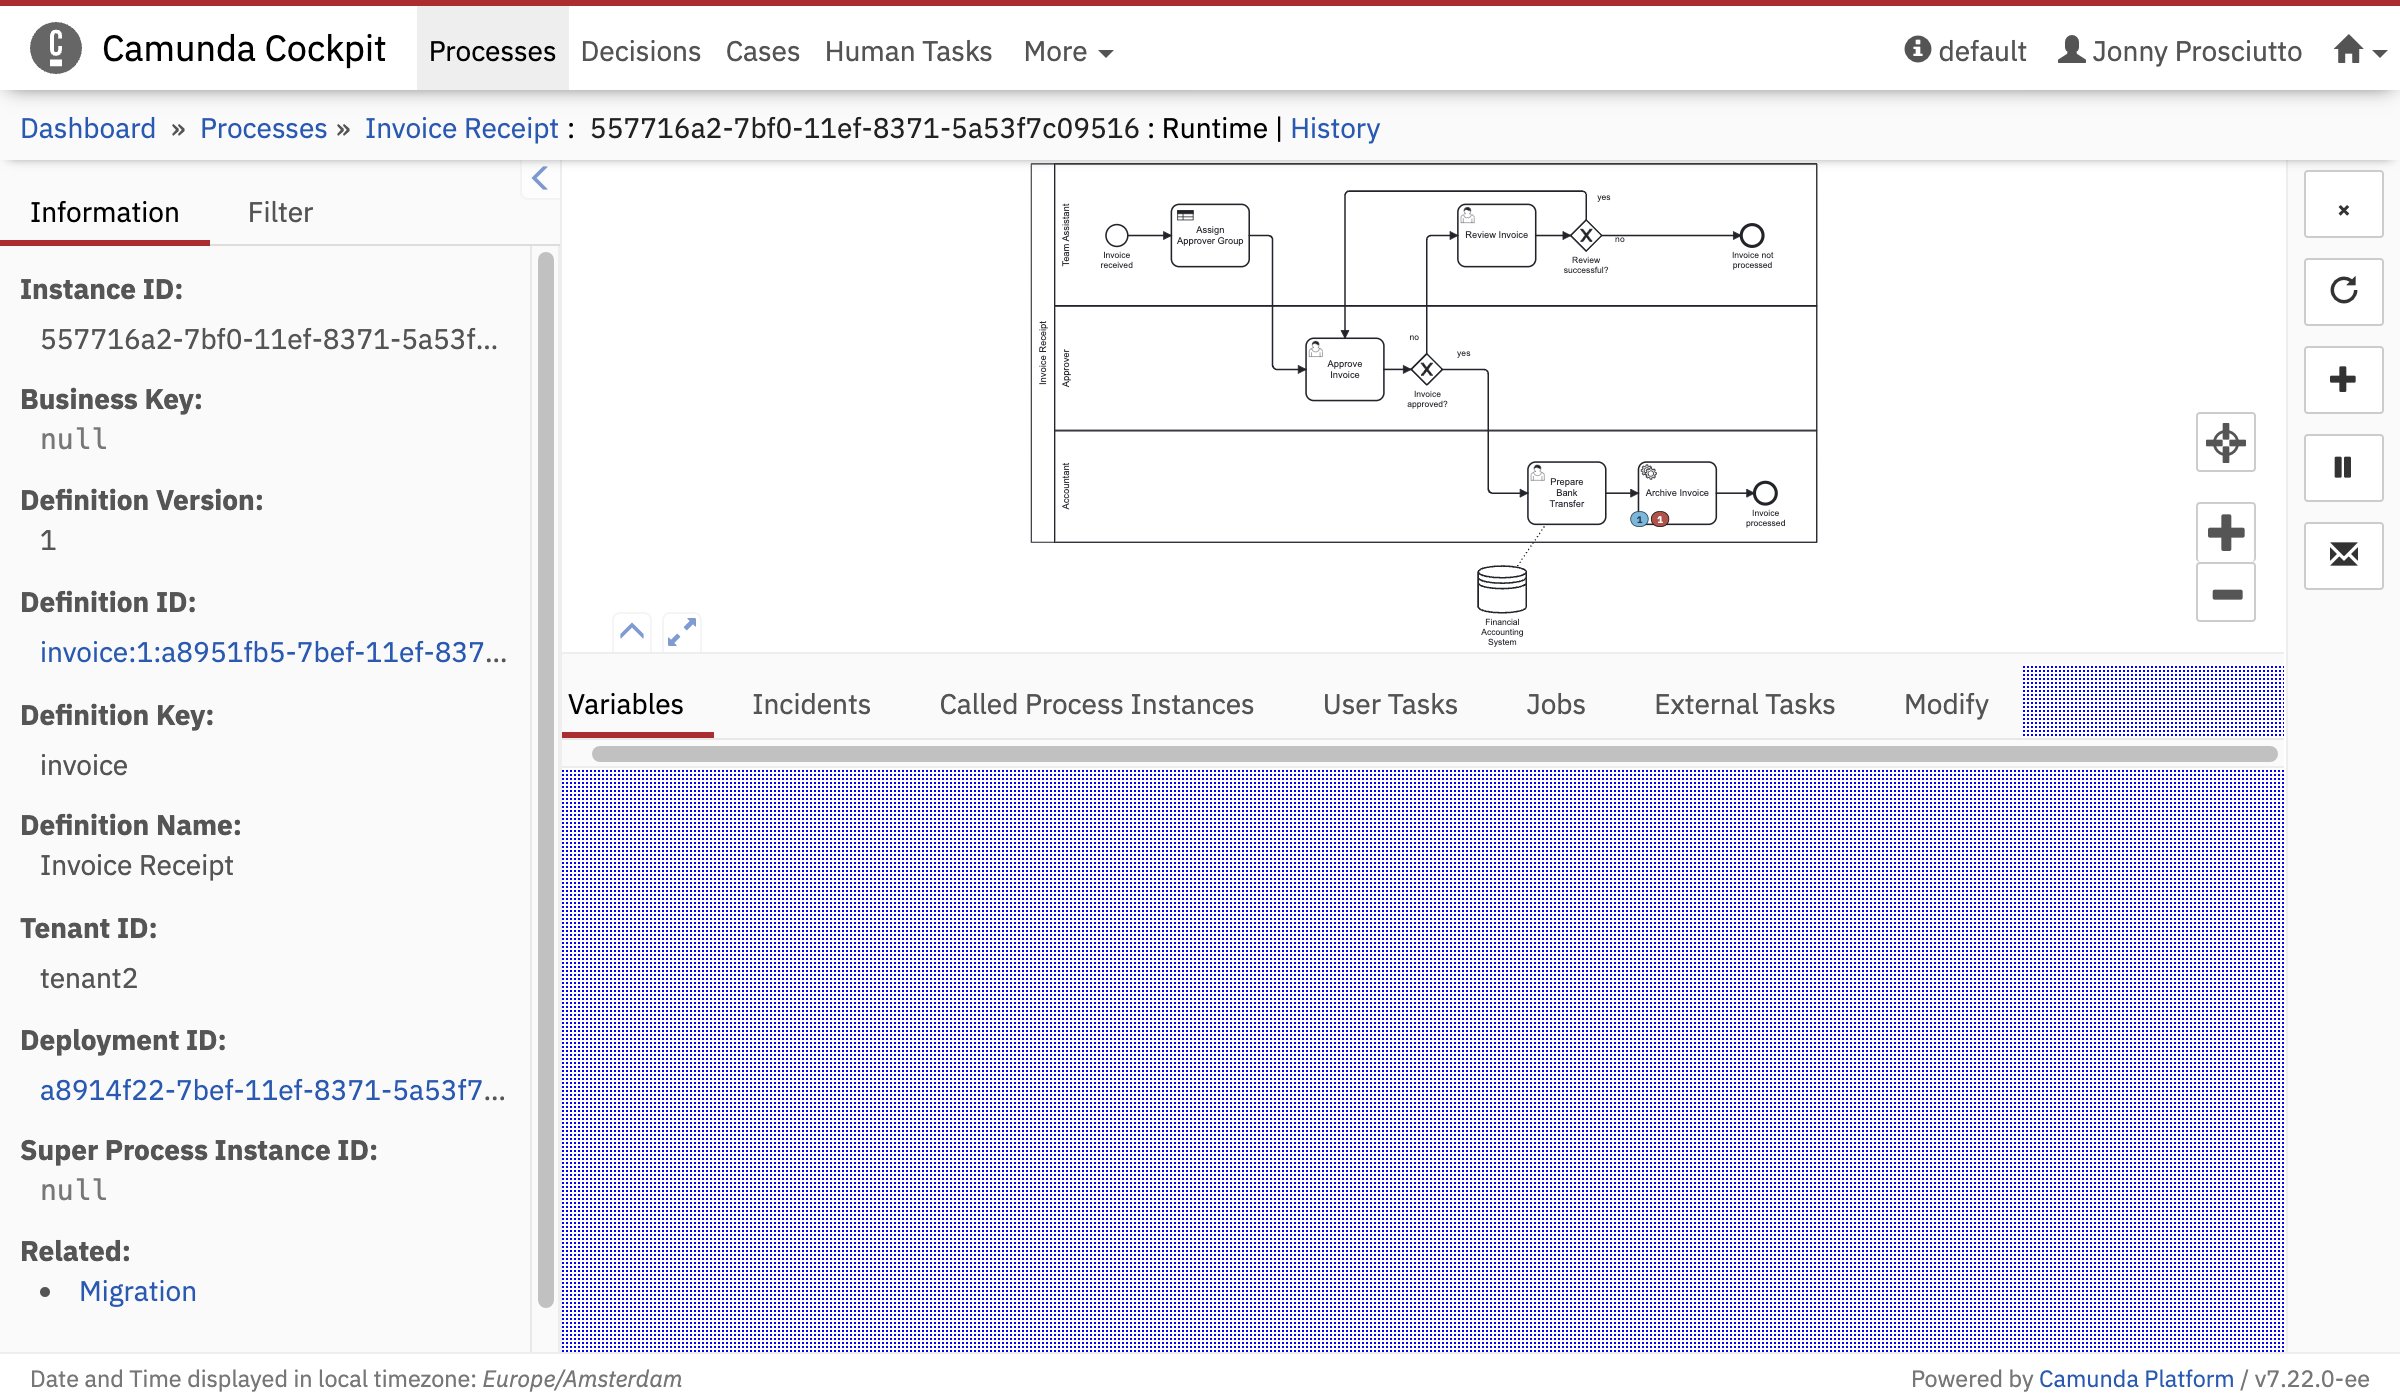 Camunda Cockpit Processes Decisions Cases Human Tasks More default Jonny Prosciutto
Dashboard » Processes » Invoice Receipt : 557716a2-7bf0-11ef-8371-5a53f7c09516 : Runtime | History
Information Filter
Instance ID:
557716a2-7bf0-11ef-8371-5a53f...
Business Key:
null
Definition Version:
1
Definition ID:
invoice:1:a8951fb5-7bef-11ef-837...
Definition Key:
invoice
Definition Name:
Invoice Receipt
Tenant ID:
tenant2
Deployment ID:
a8914f22-7bef-11ef-8371-5a53f7...
Super Process Instance ID:
null
Related:
• Migration
Invoice Receipt
Team Assistant
Invoice
received
Assign
Approver Group
Review Invoice
yes
no
Review
successful?
Invoice not
processed
Approver
Approve
Invoice
no
yes
Invoice
approved?
Accountant
Prepare
Bank
Transfer
Archive Invoice
1 1
Invoice
processed
Financial
Accounting
System
Variables Incidents Called Process Instances User Tasks Jobs External Tasks Modify
Date and Time displayed in local timezone: Europe/Amsterdam
Powered by Camunda Platform / v7.22.0-ee